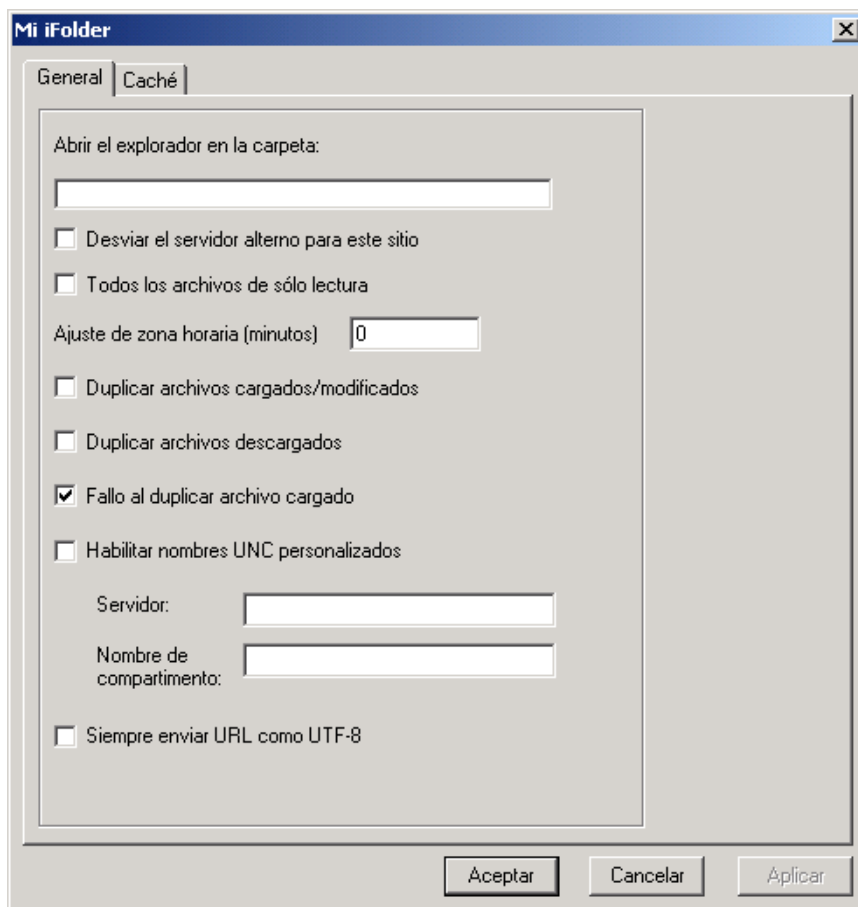 Mi iFolder
General
Caché
Abrir el explorador en la carpeta:
Desviar el servidor alterno para este sitio
Todos los archivos de sólo lectura
Ajuste de zona horaria (minutos) 0
Duplicar archivos cargados/modificados
Duplicar archivos descargados
Fallo al duplicar archivo cargado
Habilitar nombres UNC personalizados
Servidor:
Nombre de
compartimento:
Siempre enviar URL como UTF-8
Aceptar
Cancelar
Aplicar